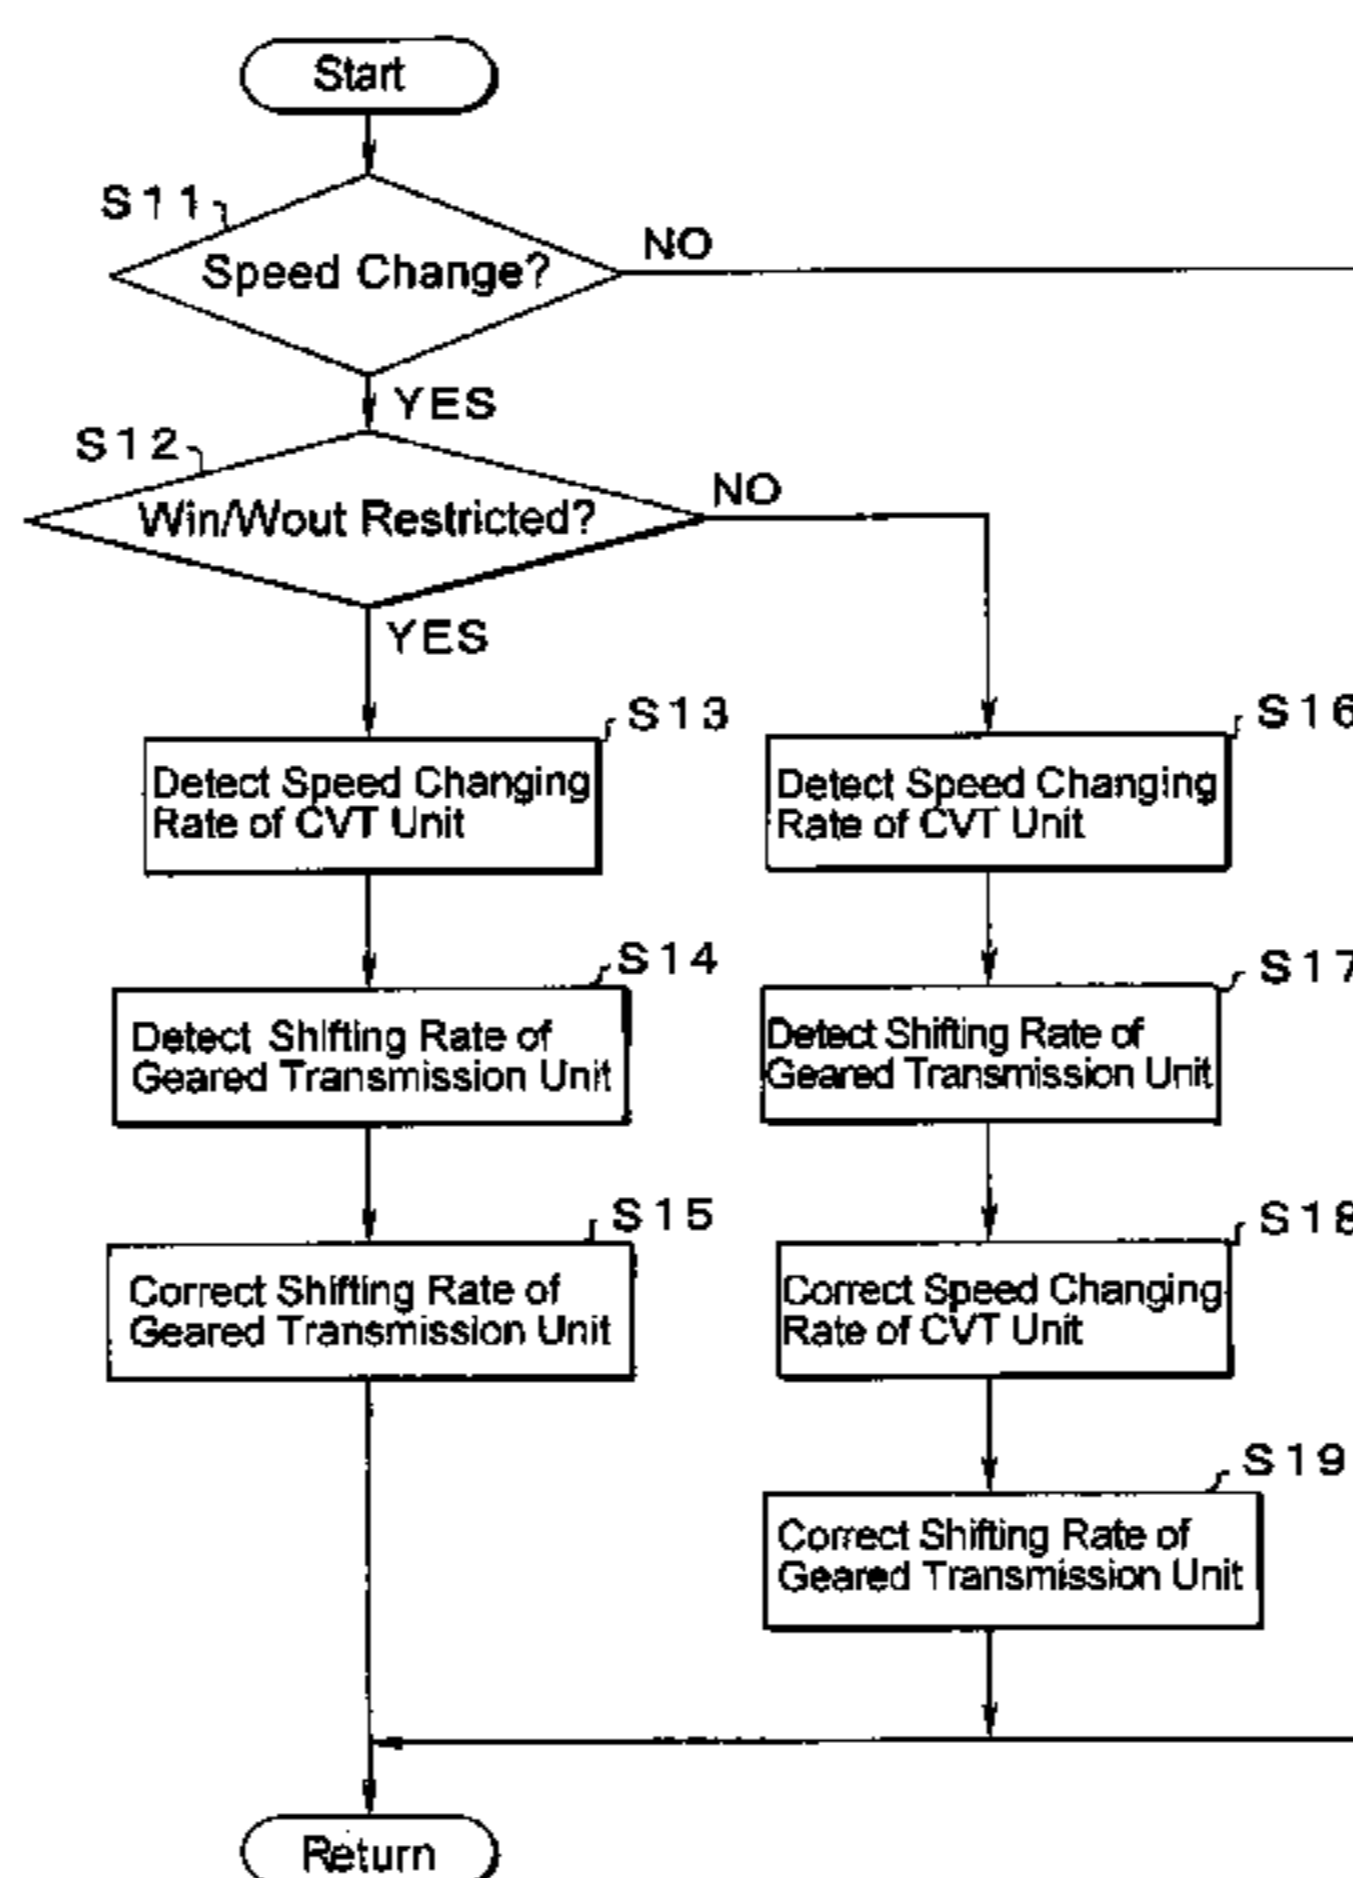 Start
S11
Speed Change?
NO
YES
S12
Win/Wout Restricted?
NO
YES
S13
Detect Speed Changing
Rate of CVT Unit
S14
Detect Shifting Rate of
Geared Transmission Unit
S15
Correct Shifting Rate of
Geared Transmission Unit
S16
Detect Speed Changing
Rate of CVT Unit
S17
Detect Shifting Rate of
Geared Transmission Unit
S18
Correct Speed Changing
Rate of CVT Unit
S19
Correct Shifting Rate of
Geared Transmission Unit
Return